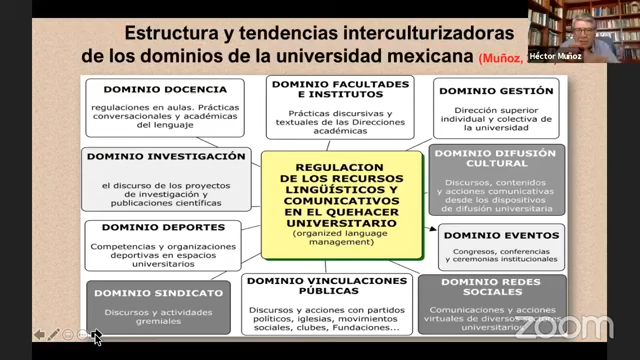 Estructura y tendencias interculturizadoras
de los dominios de la universidad mexicana (Muñoz,
Héctor Muñoz
DOMINIO DOCENCIA
regulaciones en aulas. Prácticas
conversacionales y académicas
del lenguaje
DOMINIO FACULTADES
E INSTITUTOS
Prácticas discursivas y
textuales de las Direcciones
académicas
DOMINIO GESTIÓN
Dirección superior
individual y colectiva de
la universidad
DOMINIO INVESTIGACIÓN
el discurso de los proyectos
de investigación y
publicaciones científicas
REGULACION
DE LOS RECURSOS
LINGÜÍSTICOS Y
COMUNICATIVOS
EN EL QUEHACER
UNIVERSITARIO
(organized language
management)
DOMINIO DIFUSIÓN
CULTURAL
Discursos, contenidos
y acciones comunicativas
desde los dispositivos
de difusión universitaria
DOMINIO DEPORTES
Competencias y organizaciones
deportivas en espacios
universitarios
DOMINIO EVENTOS
Congresos, conferencias
y ceremonias institucionales
DOMINIO SINDICATO
Discursos y actividades
gremiales
DOMINIO VINCULACIONES
PÚBLICAS
Discursos y acciones con partidos
políticos, iglesias, movimientos
sociales, clubes, Fundaciones...
DOMINIO REDES
SOCIALES
Comunicaciones y acciones
virtuales de diversos sectores
universitarios
zoom